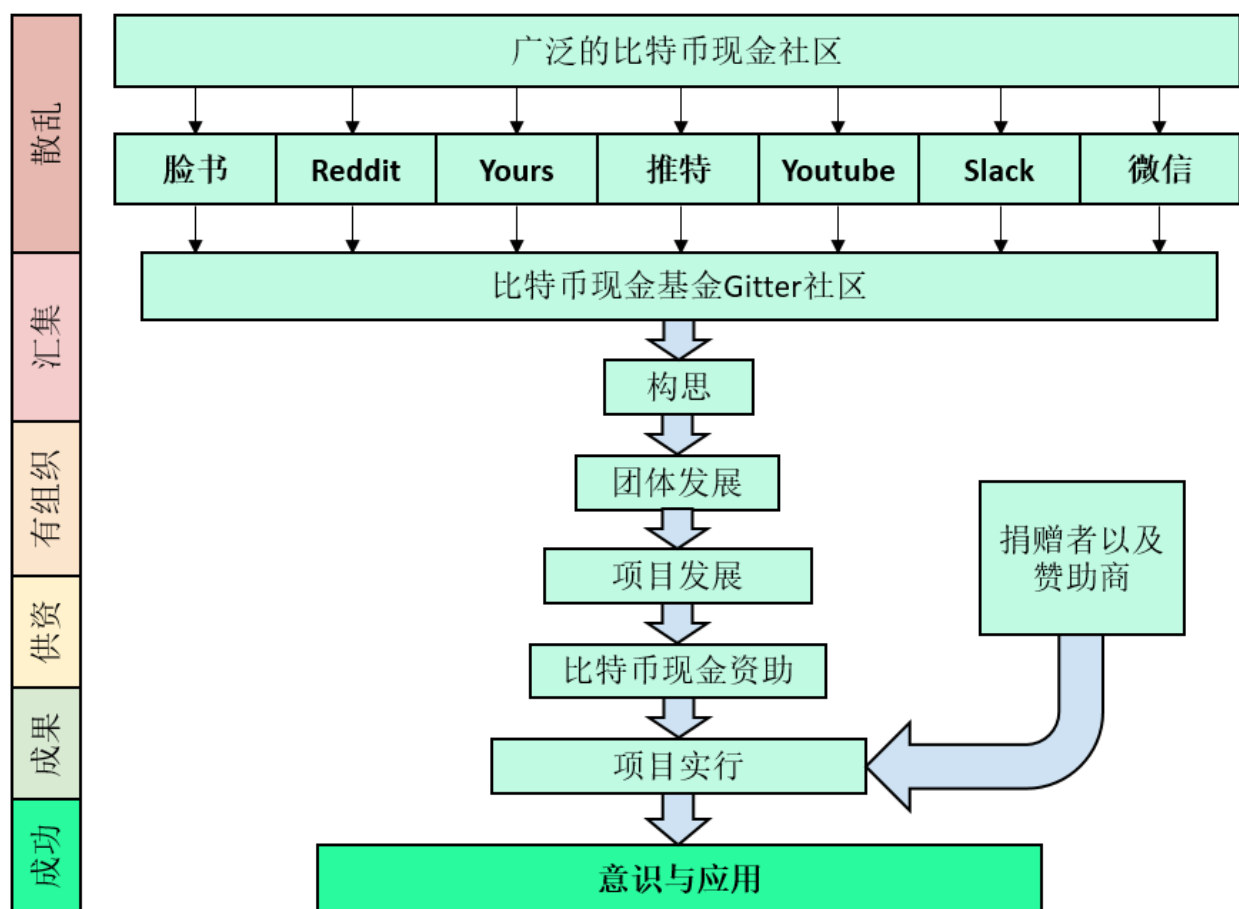 散乱
广泛的比特币现金社区
脸书
Reddit
Yours
推特
Youtube
Slack
微信
汇集
比特币现金基金Gitter社区
构思
有组织
团体发展
项目发展
捐赠者以及
赞助商
供资
比特币现金资助
成果
项目实行
成功
意识与应用